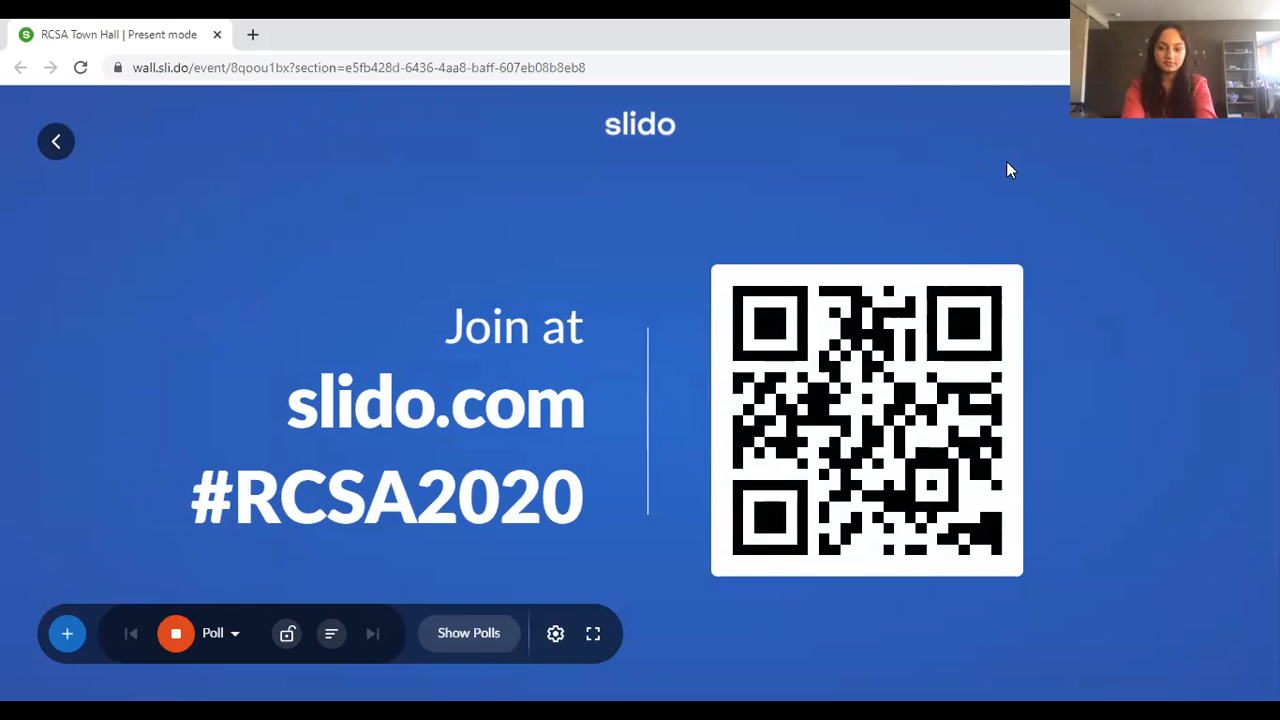 RCSA Town Hall | Present mode
wall.sli.do/event/8qoou1bx?section=e5fb428d-6436-4aa8-baff-607eb08b8eb8
slido
Join at
slido.com
#RCSA2020
Poll
Show Polls